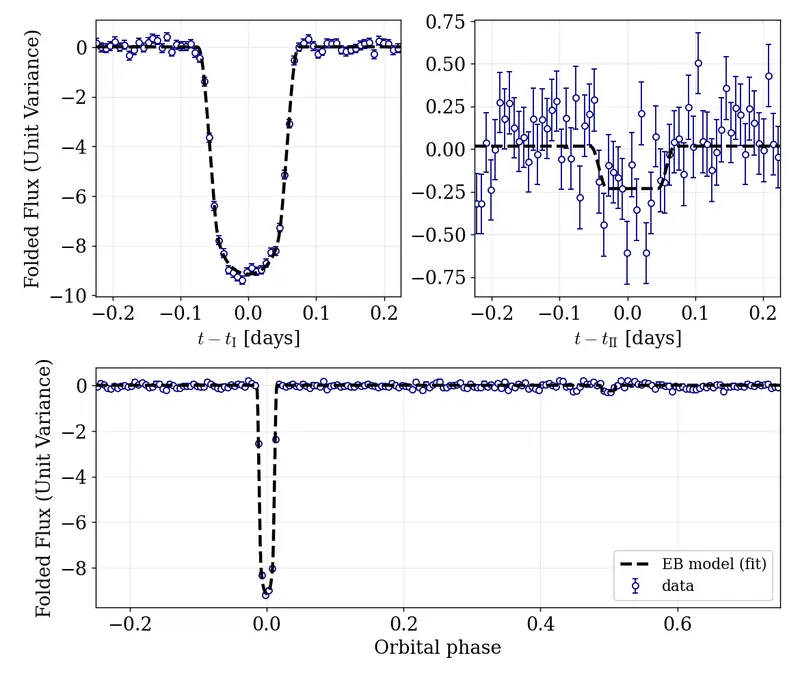 Folded Flux (Unit Variance)
0
−2
−4
−6
−8
−10
−0.2 −0.1 0.0 0.1 0.2
t − tI [days]
0.75
0.50
0.25
0.00
−0.25
−0.50
−0.75
−0.2 −0.1 0.0 0.1 0.2
t − tII [days]
Folded Flux (Unit Variance)
0
−2
−4
−6
−8
−0.2 0.0 0.2 0.4 0.6
Orbital phase
EB model (fit)
data